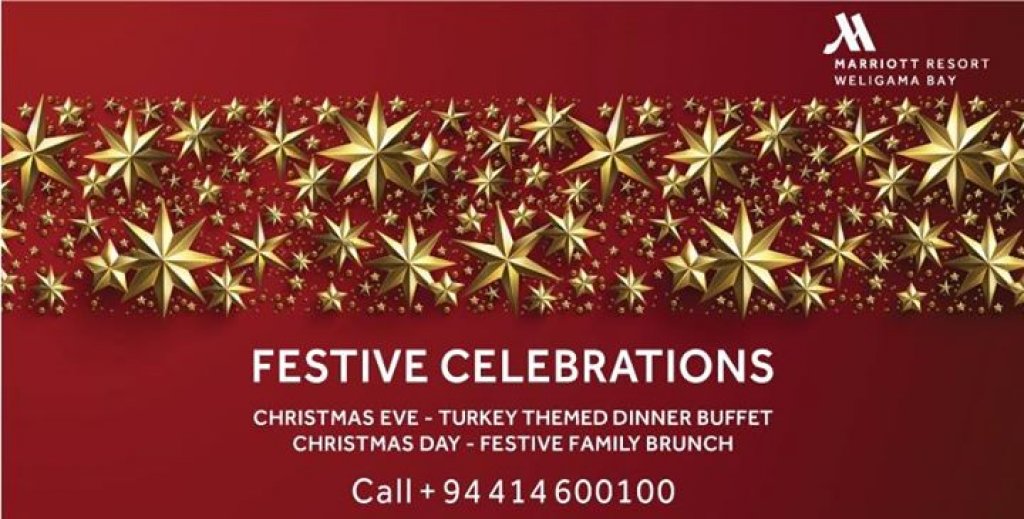 MARRIOTT RESORT
WELIGAMA BAY
FESTIVE CELEBRATIONS
CHRISTMAS EVE - TURKEY THEMED DINNER BUFFET
CHRISTMAS DAY - FESTIVE FAMILY BRUNCH
Call + 94 414 600100